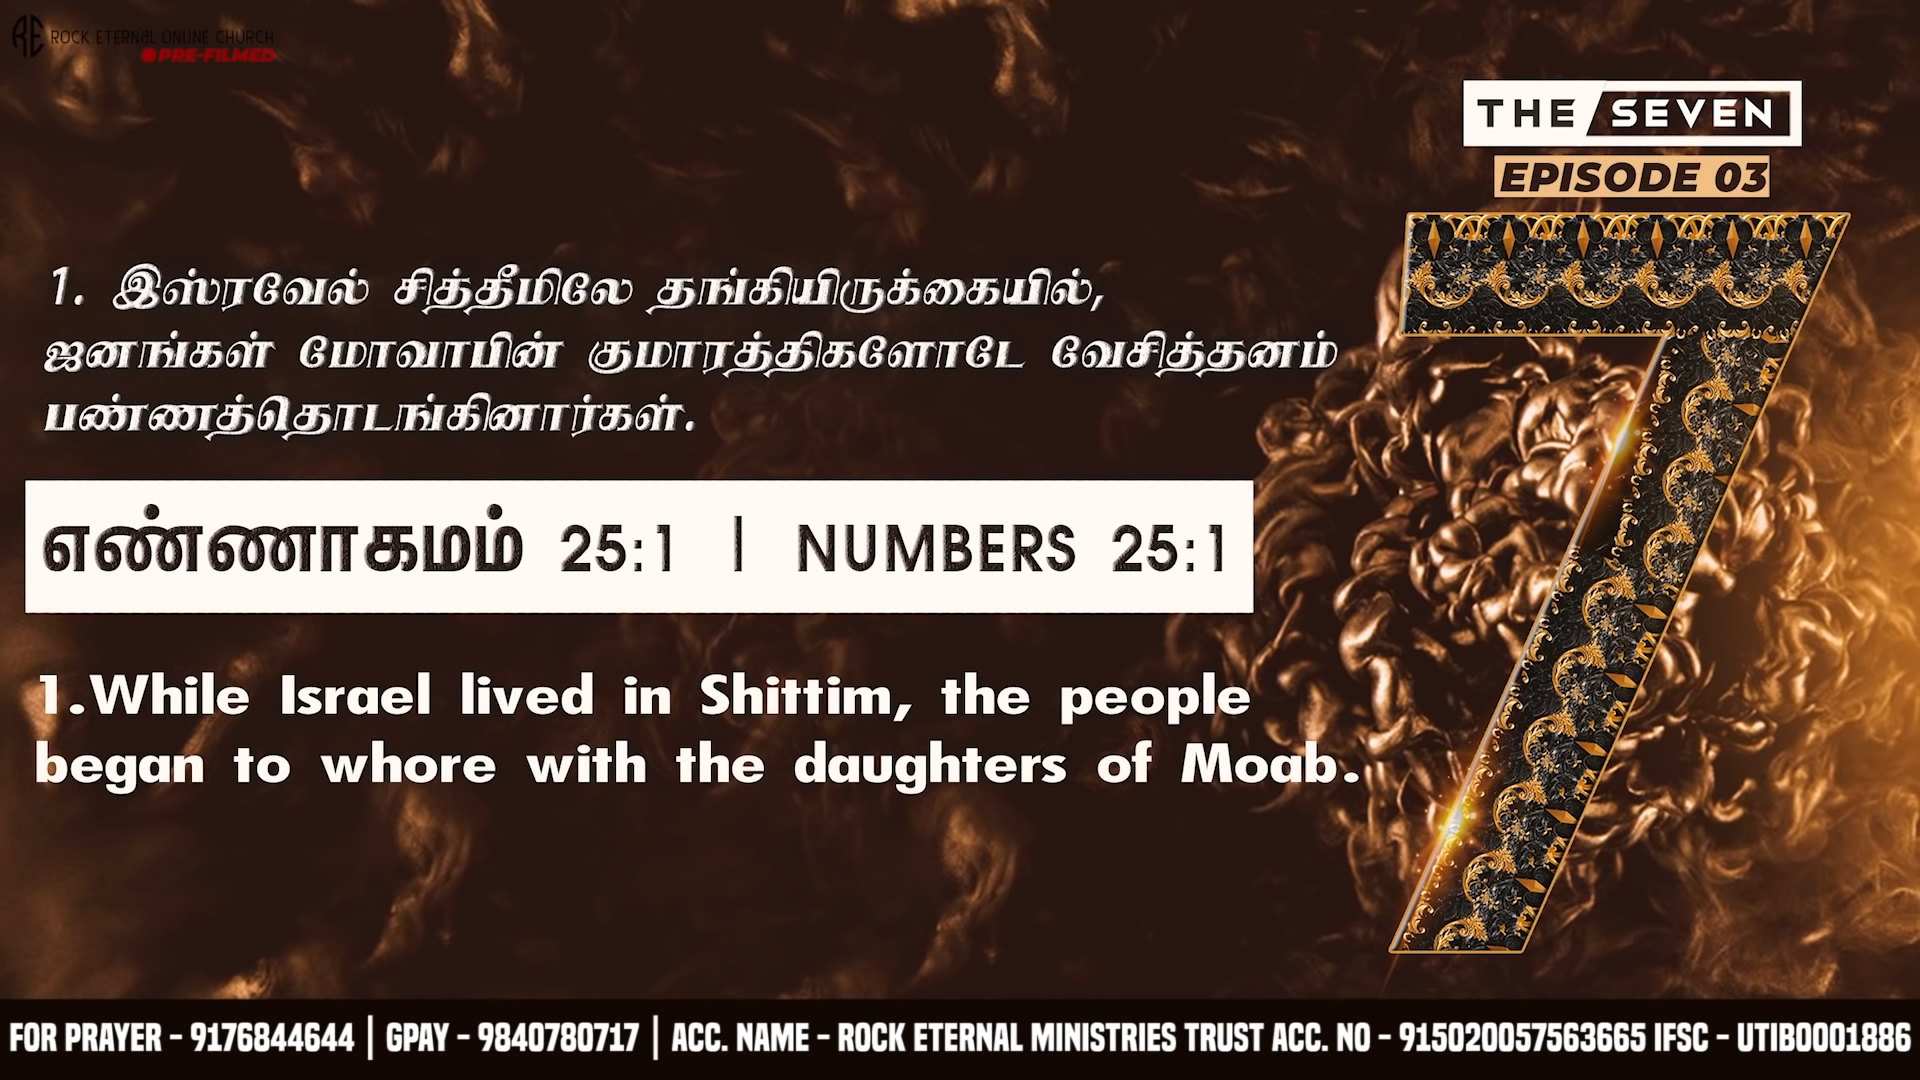 ROCK ETERNAL ONLINE CHURCH
PRE-FILMED
THE SEVEN
EPISODE 03
1. இஸ்ரவேல் சித்தீமிலே தங்கியிருக்கையில்,
ஜனங்கள் மோவாபின் குமாரத்திகளோடே வேசித்தனம்
பண்ணத்தொடங்கினார்கள்.
எண்ணாகமம் 25:1 | NUMBERS 25:1
1.While Israel lived in Shittim, the people
began to whore with the daughters of Moab.
7
FOR PRAYER - 9176844644 | GPAY - 9840780717 | ACC. NAME - ROCK ETERNAL MINISTRIES TRUST ACC. NO - 915020057563665 IFSC - UTIB0001886